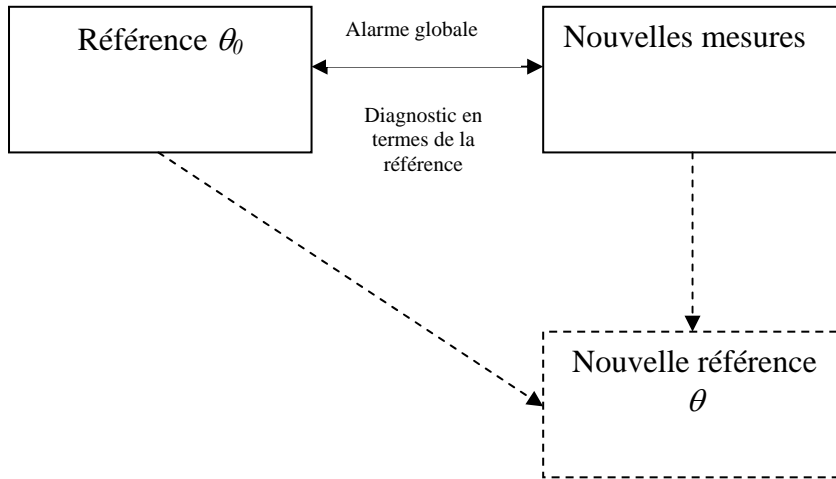 Référence θ0
Alarme globale
Nouvelles mesures
Diagnostic en
termes de la
référence
Nouvelle référence
θ